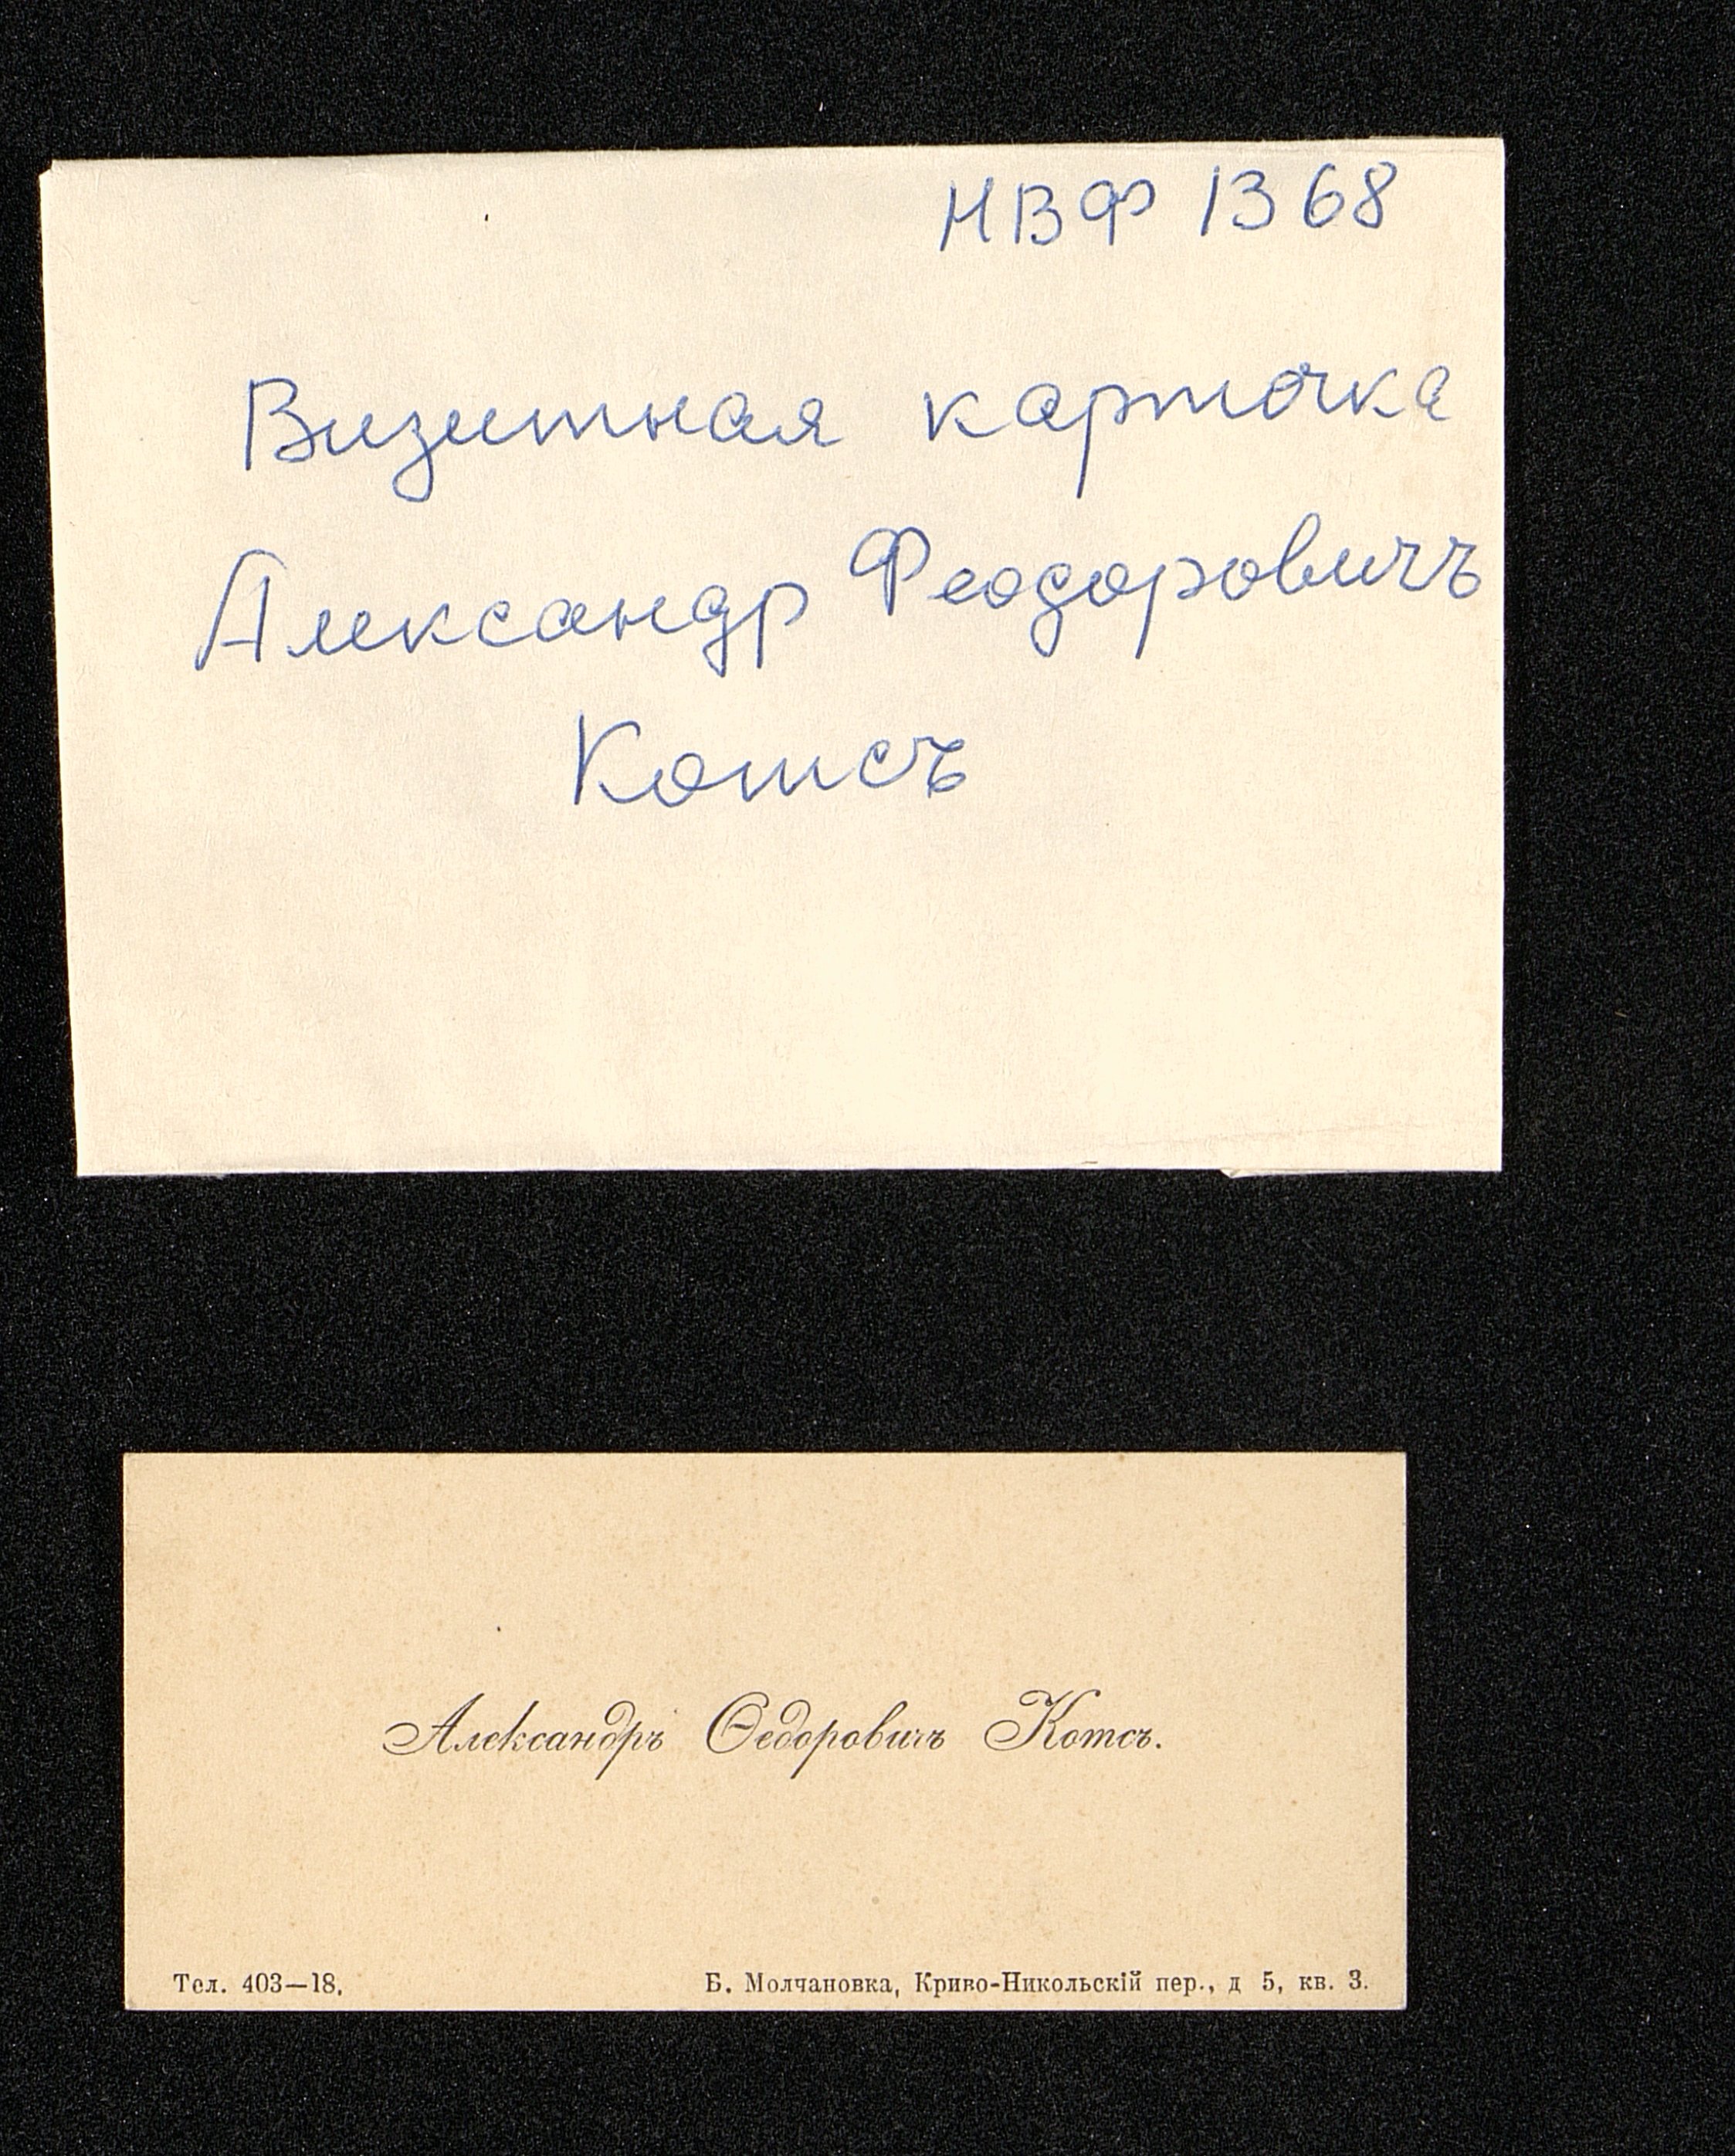 НВФ 1368
Визитная карточка
Александр Феодоровичъ
Котсъ
Александръ Ѳедоровичъ Котсъ.
Тел. 403—18.
Б. Молчановка, Криво-Никольскій пер., д 5, кв. 3.